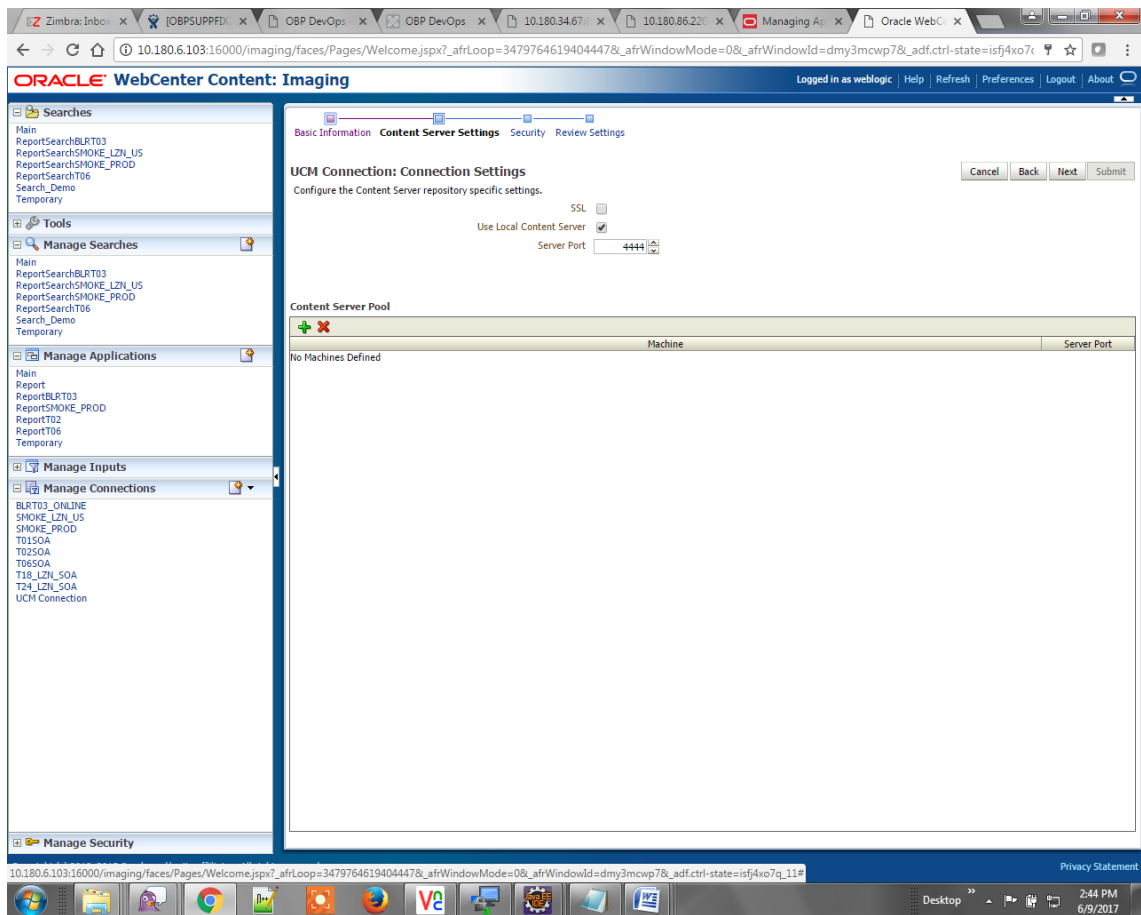 Zimbra: Inbo
[OBPSUPPFIX
OBP DevOps
OBP DevOps
10.180.34.67:
10.180.86.220
Managing Ap
Oracle WebCe
10.180.6.103:16000/imaging/faces/Pages/Welcome.jspx?_afrLoop=3479764619404447&_afrWindowMode=0&_afrWindowId=dmy3mcwp7&_adf.ctrl-state=isfj4xo7
ORACLE WebCenter Content: Imaging
Logged in as weblogic | Help | Refresh | Preferences | Logout | About
Searches
Main
ReportSearchBLRT03
ReportSearchSMOKE_LZN_US
ReportSearchSMOKE_PROD
ReportSearchT06
Search_Demo
Temporary
Tools
Manage Searches
Main
ReportSearchBLRT03
ReportSearchSMOKE_LZN_US
ReportSearchSMOKE_PROD
ReportSearchT06
Search_Demo
Temporary
Manage Applications
Main
Report
ReportBLRT03
ReportSMOKE_PROD
ReportT02
ReportT06
Temporary
Manage Inputs
Manage Connections
BLRT03_ONLINE
SMOKE_LZN_US
SMOKE_PROD
T01SOA
T02SOA
T06SOA
T18_LZN_SOA
T24_LZN_SOA
UCM Connection
Manage Security
Basic Information Content Server Settings Security Review Settings
UCM Connection: Connection Settings
Cancel Back Next Submit
Configure the Content Server repository specific settings.
SSL
Use Local Content Server
Server Port 4444
Content Server Pool
Machine Server Port
No Machines Defined
Privacy Statement
10.180.6.103:16000/imaging/faces/Pages/Welcome.jspx?_afrLoop=3479764619404447&_afrWindowMode=0&_afrWindowId=dmy3mcwp7&_adf.ctrl-state=isfj4xo7q_11#
Desktop
2:44 PM
6/9/2017